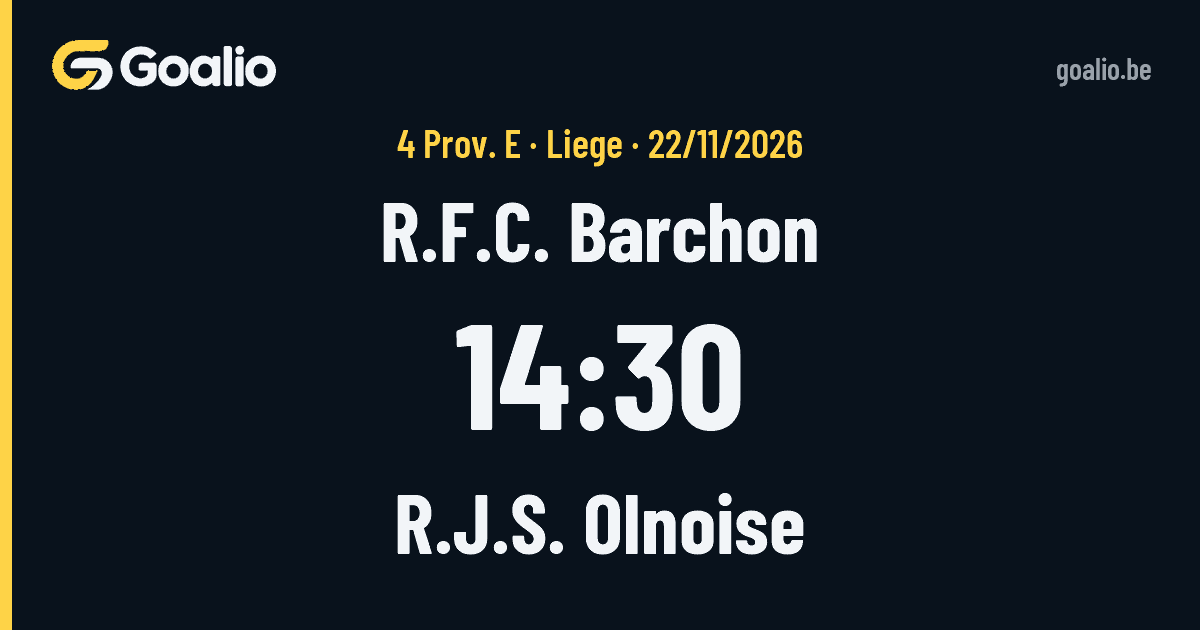 Goalio
goalio.be
4 Prov. E · Liege · 22/11/2026
R.F.C. Barchon
14:30
R.J.S. Olnoise